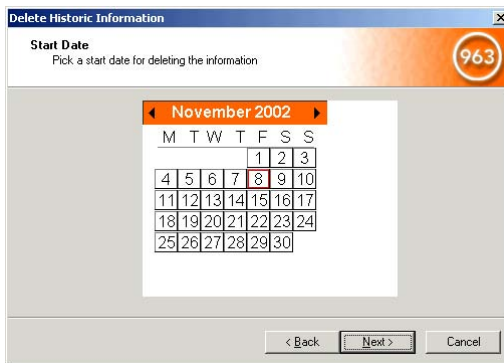 Delete Historic Information
Start Date
Pick a start date for deleting the information
963
November 2002
M T W T F S S
1 2 3
4 5 6 7 8 9 10
11 12 13 14 15 16 17
18 19 20 21 22 23 24
25 26 27 28 29 30
< Back Next > Cancel